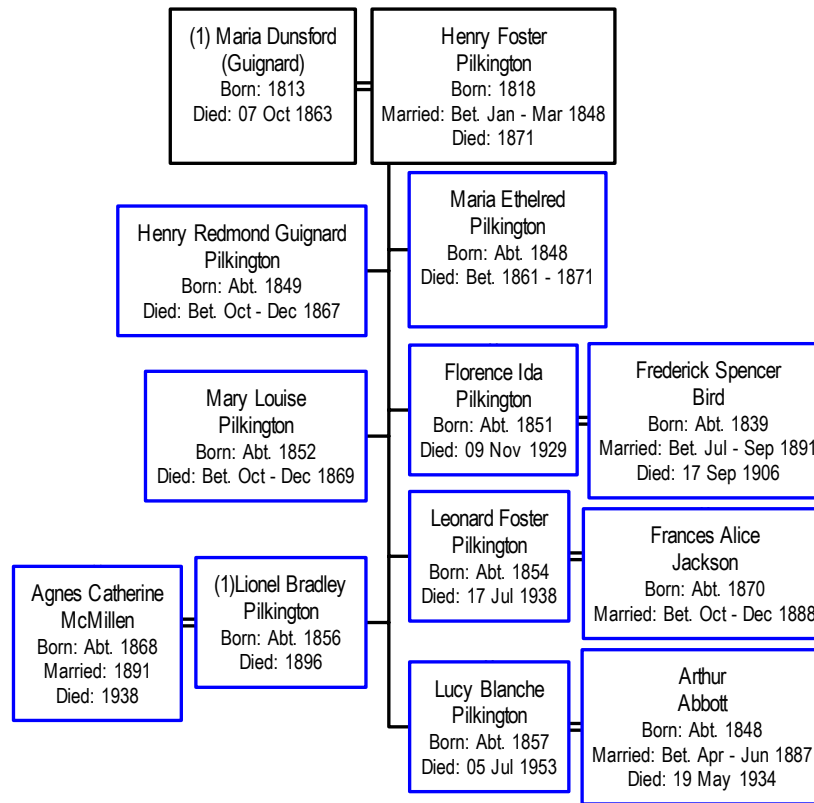 (1) Maria Dunsford
(Guignard)
Born: 1813
Died: 07 Oct 1863
Henry Foster
Pilkington
Born: 1818
Married: Bet. Jan - Mar 1848
Died: 1871
Maria Ethelred
Pilkington
Born: Abt. 1848
Died: Bet. 1861 - 1871
Henry Redmond Guignard
Pilkington
Born: Abt. 1849
Died: Bet. Oct - Dec 1867
Florence Ida
Pilkington
Born: Abt. 1851
Died: 09 Nov 1929
Frederick Spencer
Bird
Born: Abt. 1839
Married: Bet. Jul - Sep 1891
Died: 17 Sep 1906
Mary Louise
Pilkington
Born: Abt. 1852
Died: Bet. Oct - Dec 1869
Leonard Foster
Pilkington
Born: Abt. 1854
Died: 17 Jul 1938
Frances Alice
Jackson
Born: Abt. 1870
Married: Bet. Oct - Dec 1888
Agnes Catherine
McMillen
Born: Abt. 1868
Married: 1891
Died: 1938
(1)Lionel Bradley
Pilkington
Born: Abt. 1856
Died: 1896
Lucy Blanche
Pilkington
Born: Abt. 1857
Died: 05 Jul 1953
Arthur
Abbott
Born: Abt. 1848
Married: Bet. Apr - Jun 1887
Died: 19 May 1934